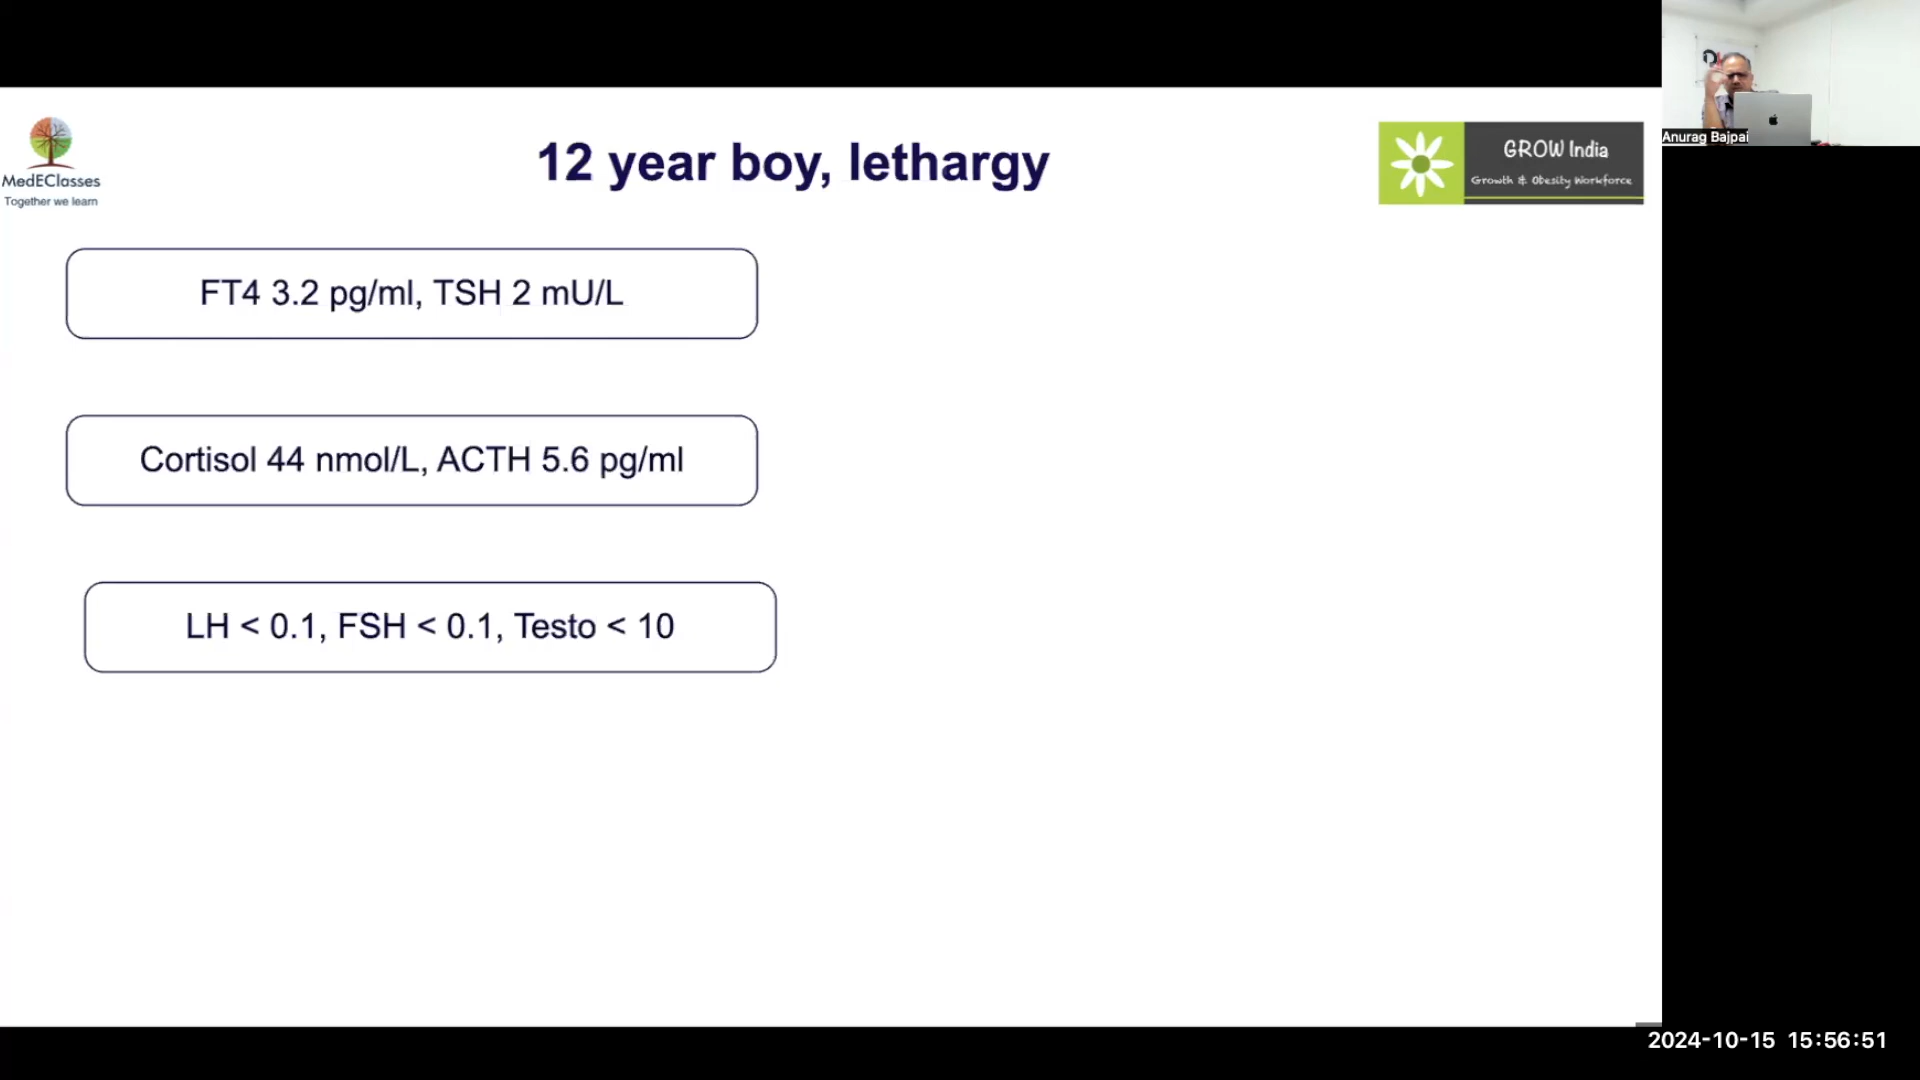 MedEClasses
Together we learn
12 year boy, lethargy
GROW India
Growth & Obesity Workforce
Anurag Bajpai
FT4 3.2 pg/ml, TSH 2 mU/L
Cortisol 44 nmol/L, ACTH 5.6 pg/ml
LH < 0.1, FSH < 0.1, Testo < 10
2024-10-15 15:56:51